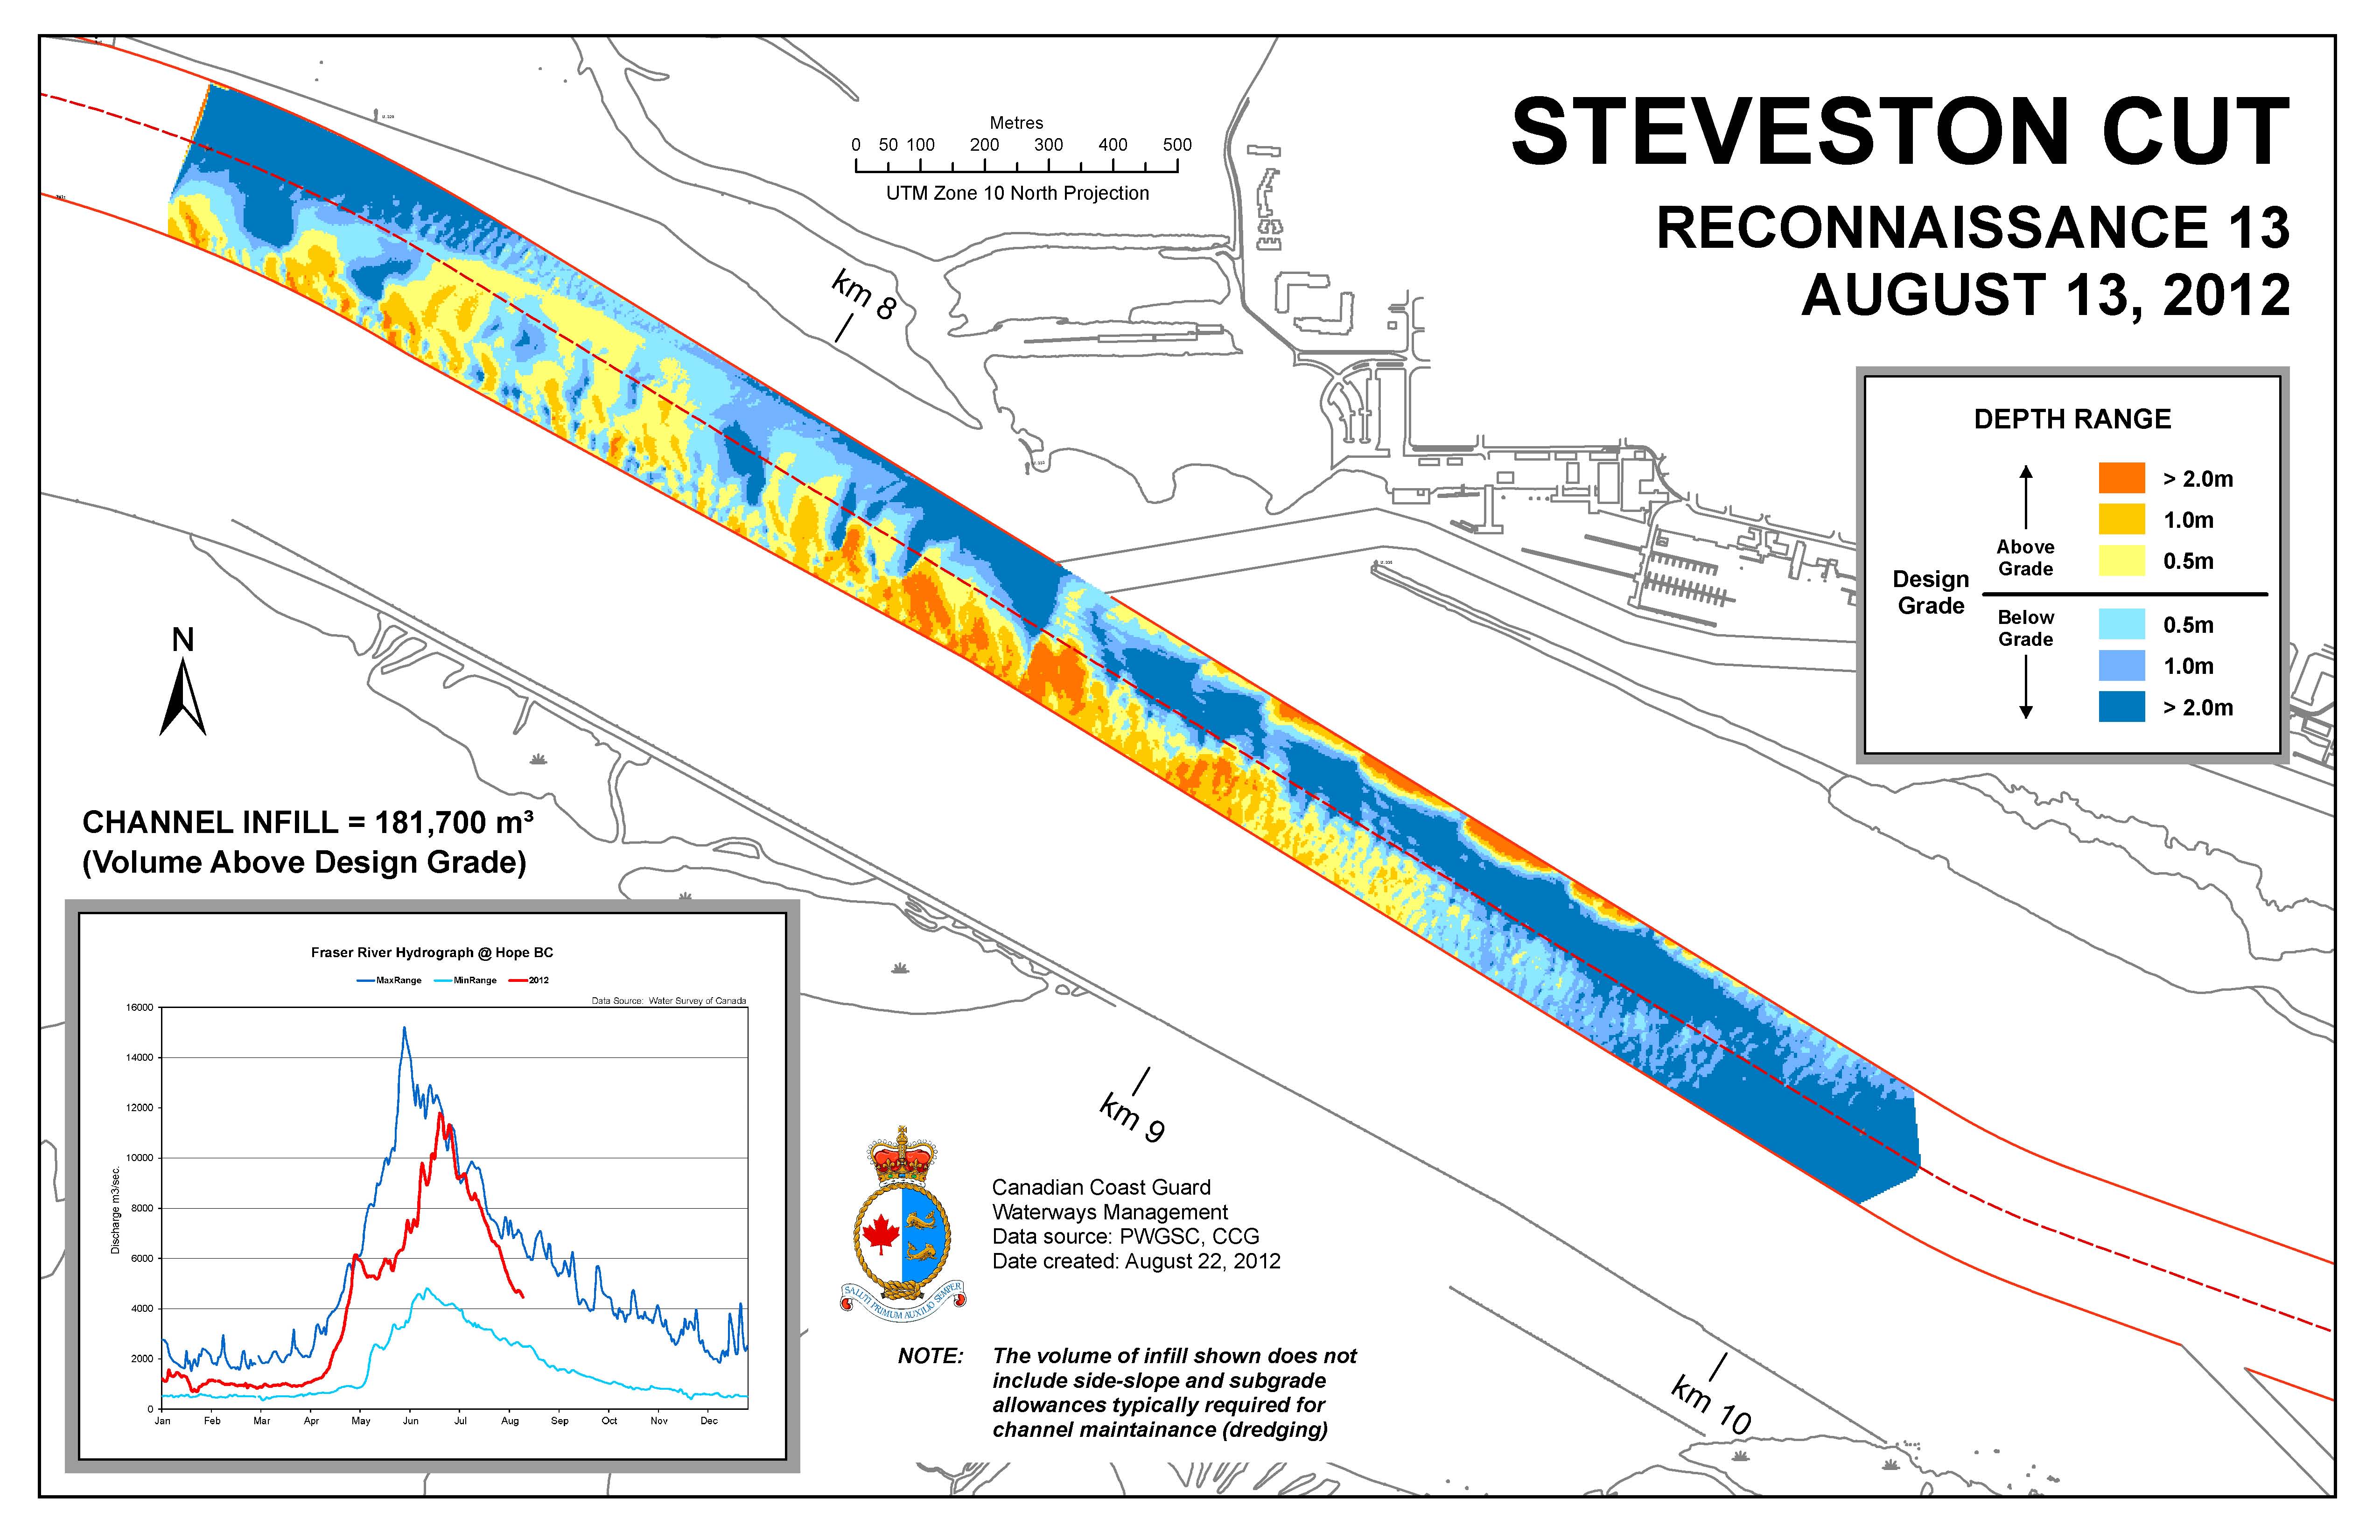 STEVESTON CUT
RECONNAISSANCE 13
AUGUST 13, 2012
Metres
0 50 100 200 300 400 500
UTM Zone 10 North Projection
km 8
DEPTH RANGE
> 2.0m
1.0m
Above
Grade
0.5m
Design
Grade
Below
Grade
0.5m
1.0m
> 2.0m
N
CHANNEL INFILL = 181,700 m³
(Volume Above Design Grade)
Fraser River Hydrograph @ Hope BC
MaxRange MinRange 2012
Data Source: Water Survey of Canada
16000
14000
12000
10000
8000
6000
4000
2000
0
Discharge m3/sec.
Jan Feb Mar Apr May Jun Jul Aug Sep Oct Nov Dec
km 9
SALUTI PRIMUM AUXILIO SEMPER
Canadian Coast Guard
Waterways Management
Data source: PWGSC, CCG
Date created: August 22, 2012
NOTE: The volume of infill shown does not
include side-slope and subgrade
allowances typically required for
channel maintainance (dredging)
km 10